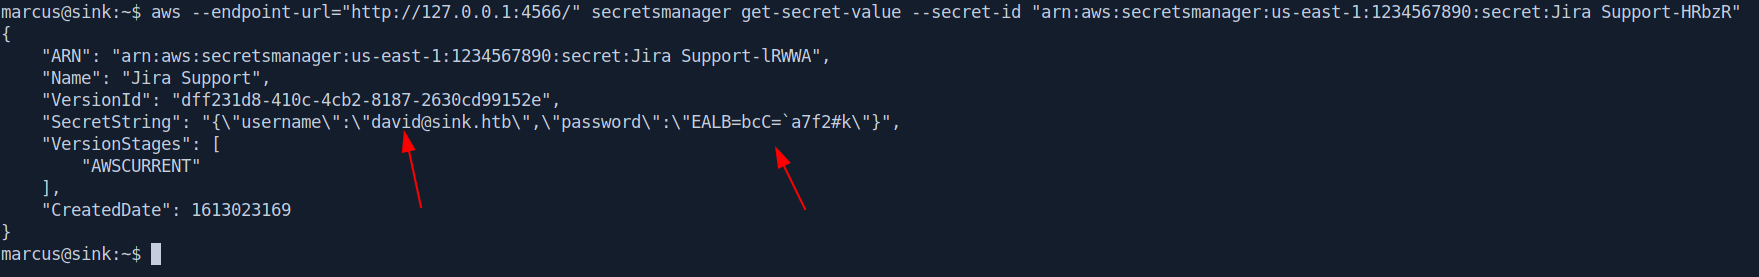 marcus@sink:~$ aws --endpoint-url="http://127.0.0.1:4566/" secretsmanager get-secret-value --secret-id "arn:aws:secretsmanager:us-east-1:1234567890:secret:Jira Support-HRbzR"
{
    "ARN": "arn:aws:secretsmanager:us-east-1:1234567890:secret:Jira Support-lRWWA",
    "Name": "Jira Support",
    "VersionId": "dff231d8-410c-4cb2-8187-2630cd99152e",
    "SecretString": "{\"username\":\"david@sink.htb\",\"password\":\"EALB=bcC=`a7f2#k\"}",
    "VersionStages": [
        "AWSCURRENT"
    ],
    "CreatedDate": 1613023169
}
marcus@sink:~$